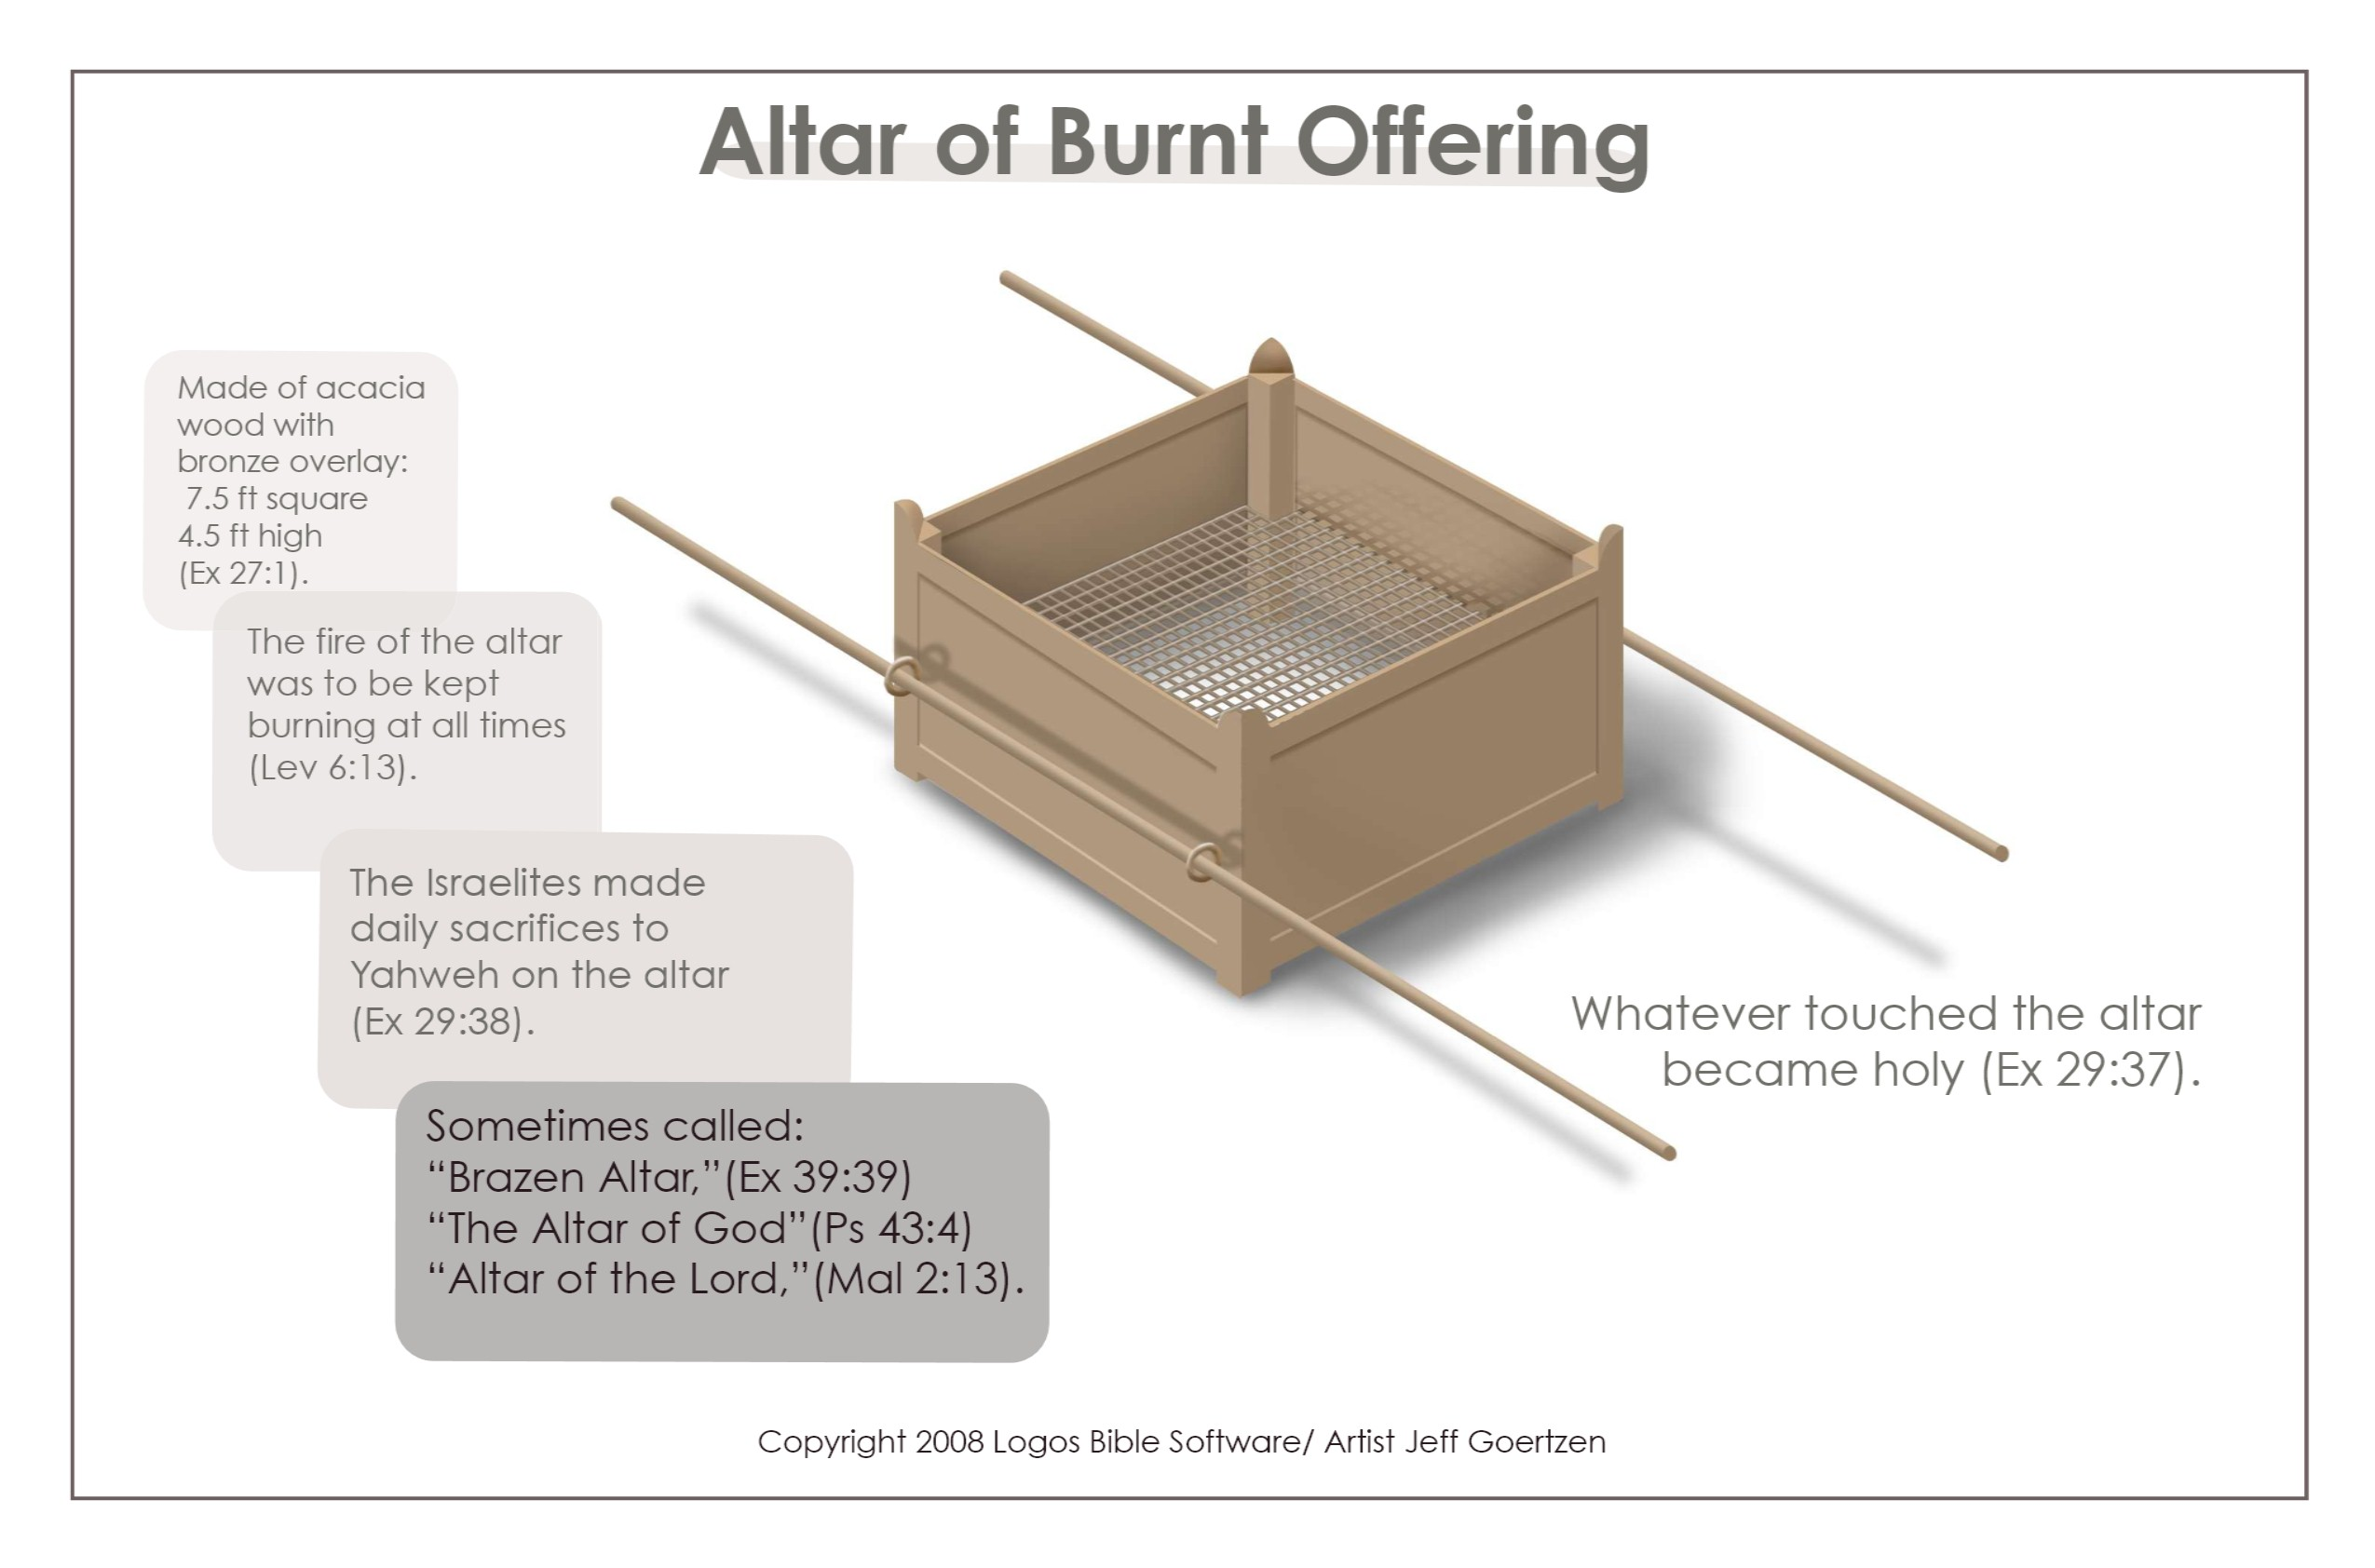 Altar of Burnt Offering
Made of acacia
wood with
bronze overlay:
7.5 ft square
4.5 ft high
(Ex 27:1).
The fire of the altar
was to be kept
burning at all times
(Lev 6:13).
The Israelites made
daily sacrifices to
Yahweh on the altar
(Ex 29:38).
Sometimes called:
“Brazen Altar,”(Ex 39:39)
“The Altar of God”(Ps 43:4)
“Altar of the Lord,”(Mal 2:13).
Whatever touched the altar
became holy (Ex 29:37).
Copyright 2008 Logos Bible Software/ Artist Jeff Goertzen